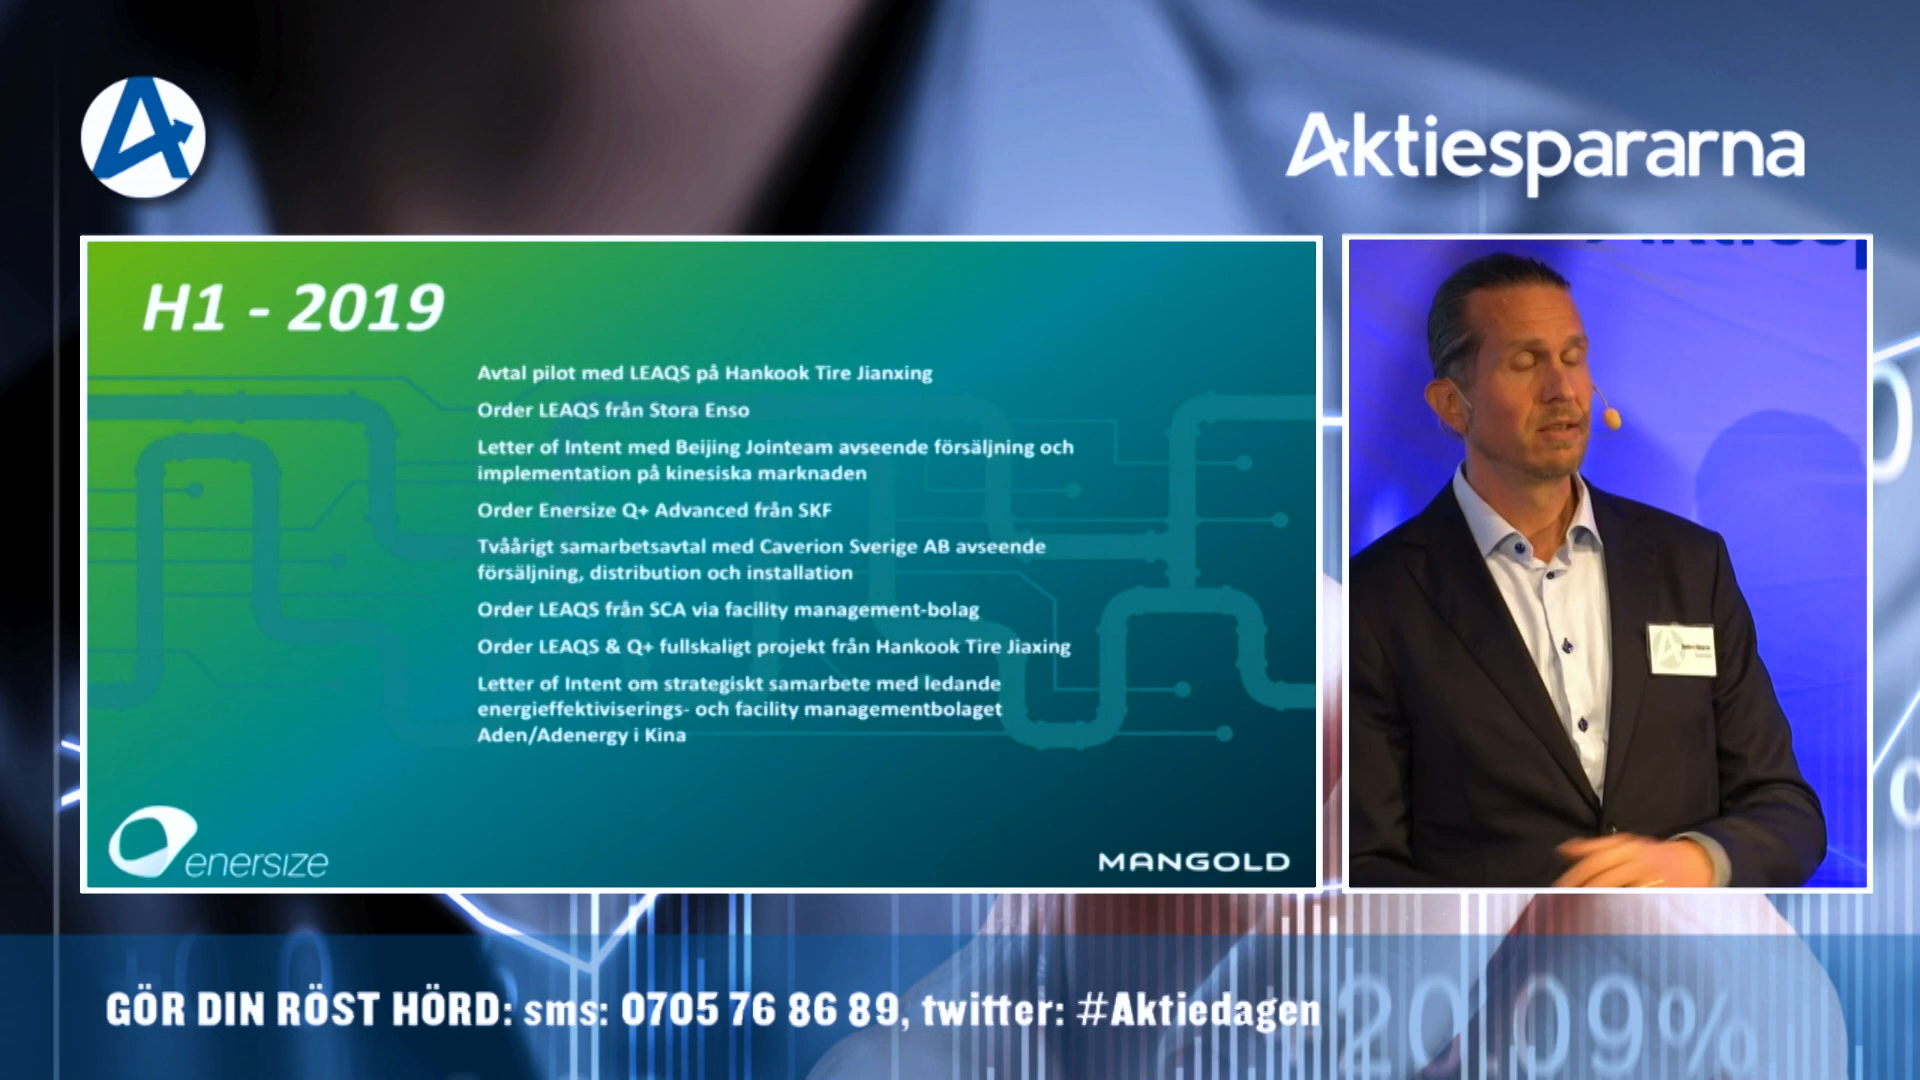 Aktiespararna
H1 - 2019
Avtal pilot med LEAQS på Hankook Tire Jianxing
Order LEAQS från Stora Enso
Letter of Intent med Beijing Jointeam avseende försäljning och
implementation på kinesiska marknaden
Order Enersize Q+ Advanced från SKF
Tvåårigt samarbetsavtal med Caverion Sverige AB avseende
försäljning, distribution och installation
Order LEAQS från SCA via facility management-bolag
Order LEAQS & Q+ fullskaligt projekt från Hankook Tire Jiaxing
Letter of Intent om strategiskt samarbete med ledande
energieffektiviserings- och facility managementbolaget
Aden/Adenergy i Kina
enersize
MANGOLD
GÖR DIN RÖST HÖRD: sms: 0705 76 86 89, twitter: #Aktiedagen
20.09%